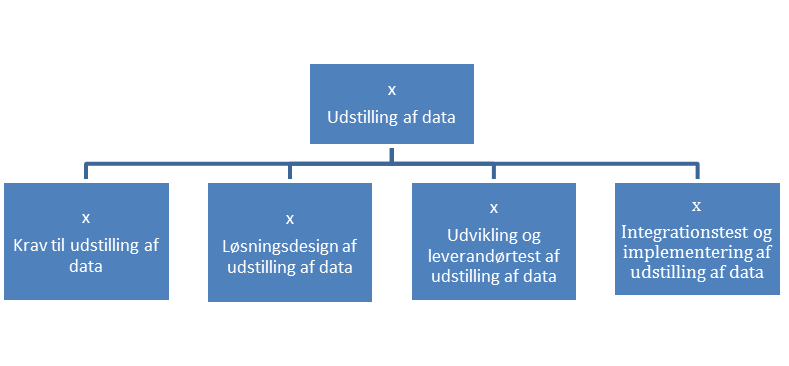 x
Udstilling af data
x
Krav til udstilling af
data
x
Løsningsdesign af
udstilling af data
x
Udvikling og
leverandørtest af
udstilling af data
x
Integrationstest og
implementering af
udstilling af data